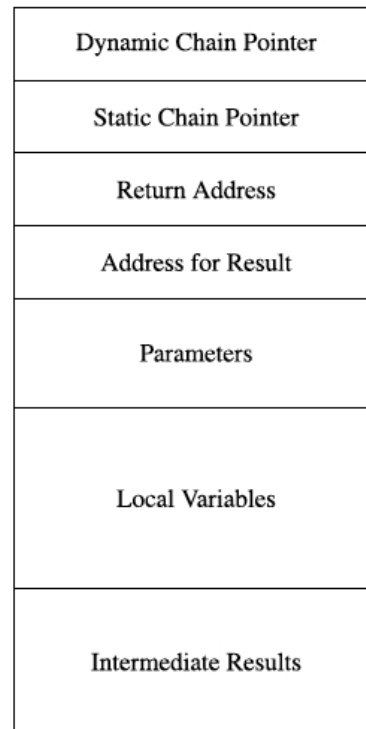 Dynamic Chain Pointer
Static Chain Pointer
Return Address
Address for Result
Parameters
Local Variables
Intermediate Results